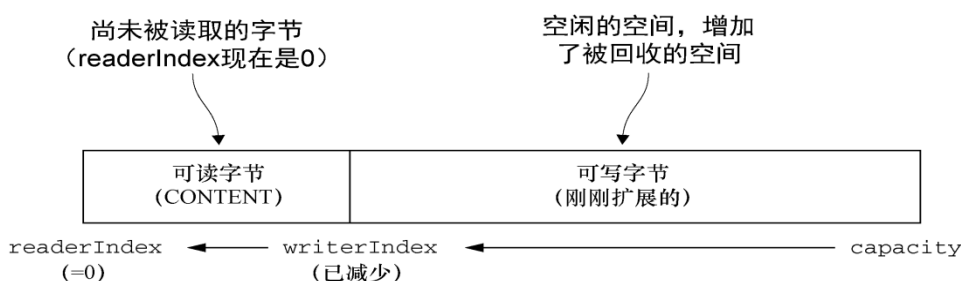 尚未被读取的字节
（readerIndex现在是0）
空闲的空间，增加
了被回收的空间
可读字节
(CONTENT)
可写字节
(刚刚扩展的)
readerIndex
(=0)
writerIndex
(已减少)
capacity